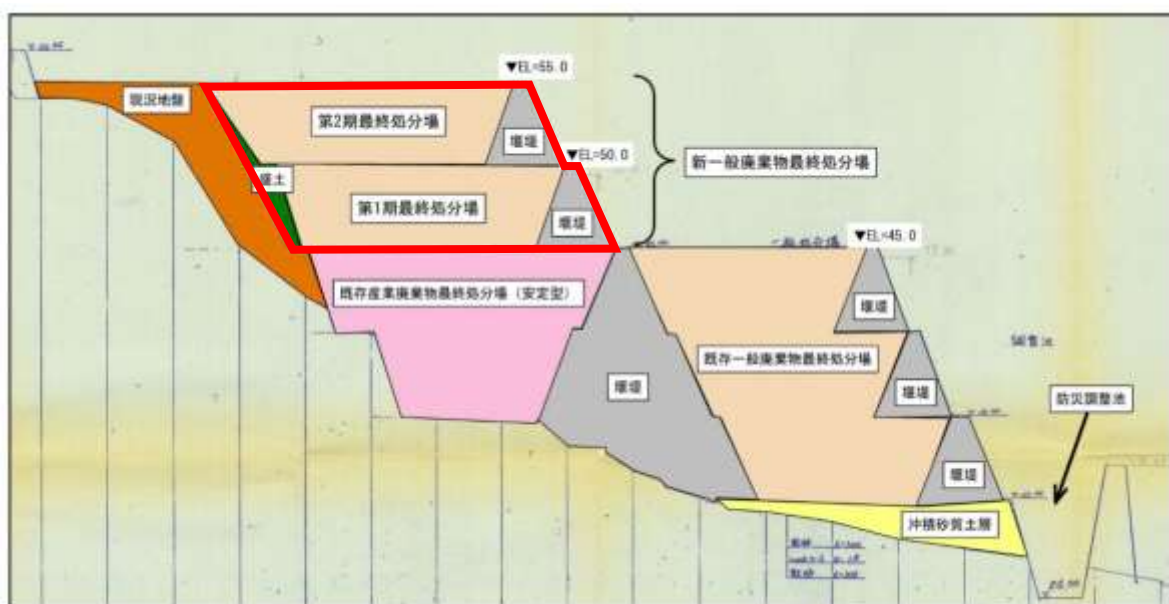 ▼EL=55.0
現況地盤
第2期最終処分場
堰堤
▼EL=50.0
新一般廃棄物最終処分場
盛土
第1期最終処分場
堰堤
▼EL=45.0
既存産業廃棄物最終処分場（安定型）
堰堤
既存一般廃棄物最終処分場
堰堤
堰堤
防災調整池
堰堤
沖積砂質土層